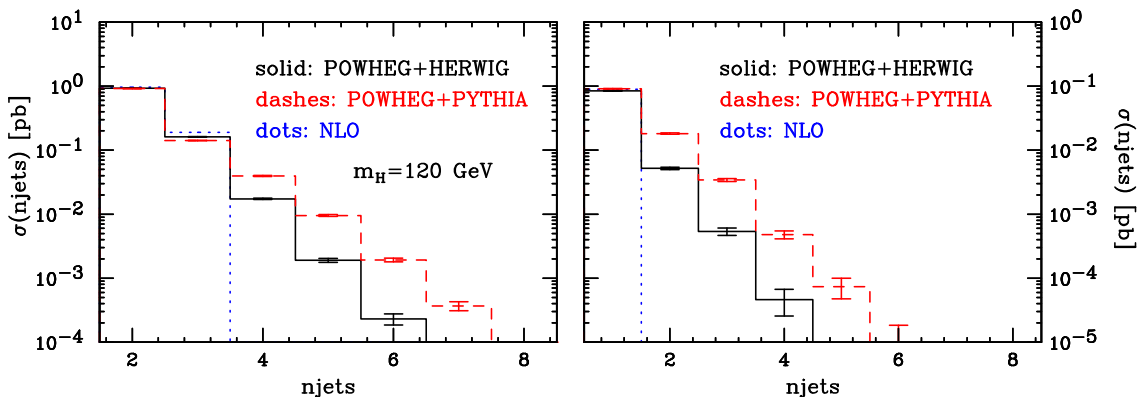 10¹
10⁰
10⁻¹
10⁻²
10⁻³
10⁻⁴
σ(njets) [pb]
solid: POWHEG+HERWIG
dashes: POWHEG+PYTHIA
dots: NLO
m_H=120 GeV
2 4 6 8
njets
solid: POWHEG+HERWIG
dashes: POWHEG+PYTHIA
dots: NLO
2 4 6 8
njets
10⁰
10⁻¹
10⁻²
10⁻³
10⁻⁴
10⁻⁵
σ(njets) [pb]